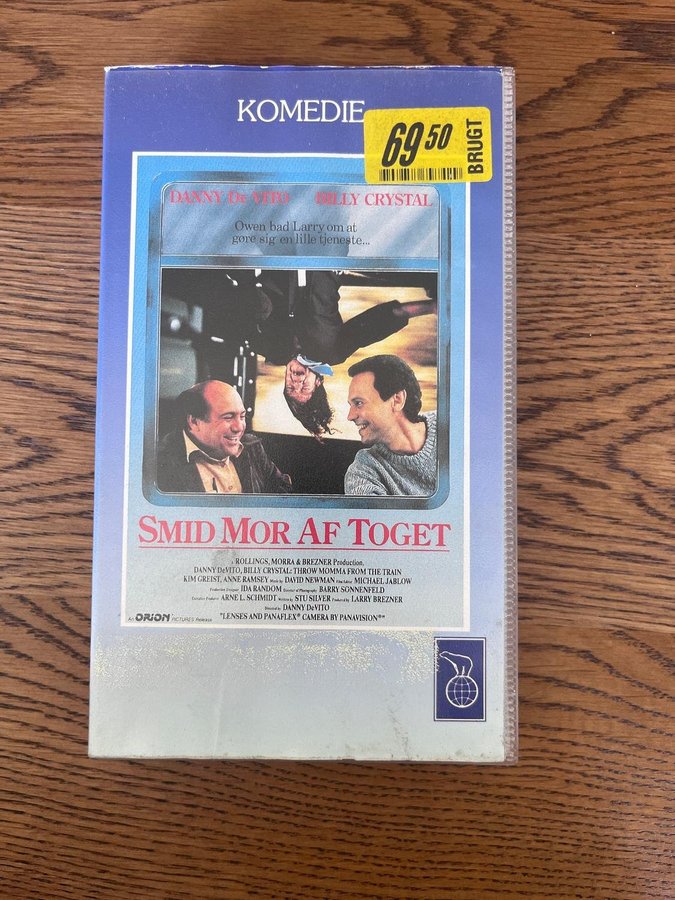 KOMEDIE
69 50
BRUGT
DANNY De VITO BILLY CRYSTAL
Owen bad Larry om at
gøre sig en lille tjeneste...
SMID MOR AF TOGET
ROLLINGS, MORRA & BREZNER Production.
DANNY DeVITO, BILLY CRYSTAL: THROW MOMMA FROM THE TRAIN
KIM GREIST, ANNE RAMSEY Music by DAVID NEWMAN Film Editor MICHAEL JABLOW
Production Designer IDA RANDOM Director of Photography BARRY SONNENFELD
Executive Producer ARNE L. SCHMIDT Written by STU SILVER Produced by LARRY BREZNER
Directed by DANNY DeVITO
An ORION PICTURES Release
"LENSES AND PANAFLEX® CAMERA BY PANAVISION®"